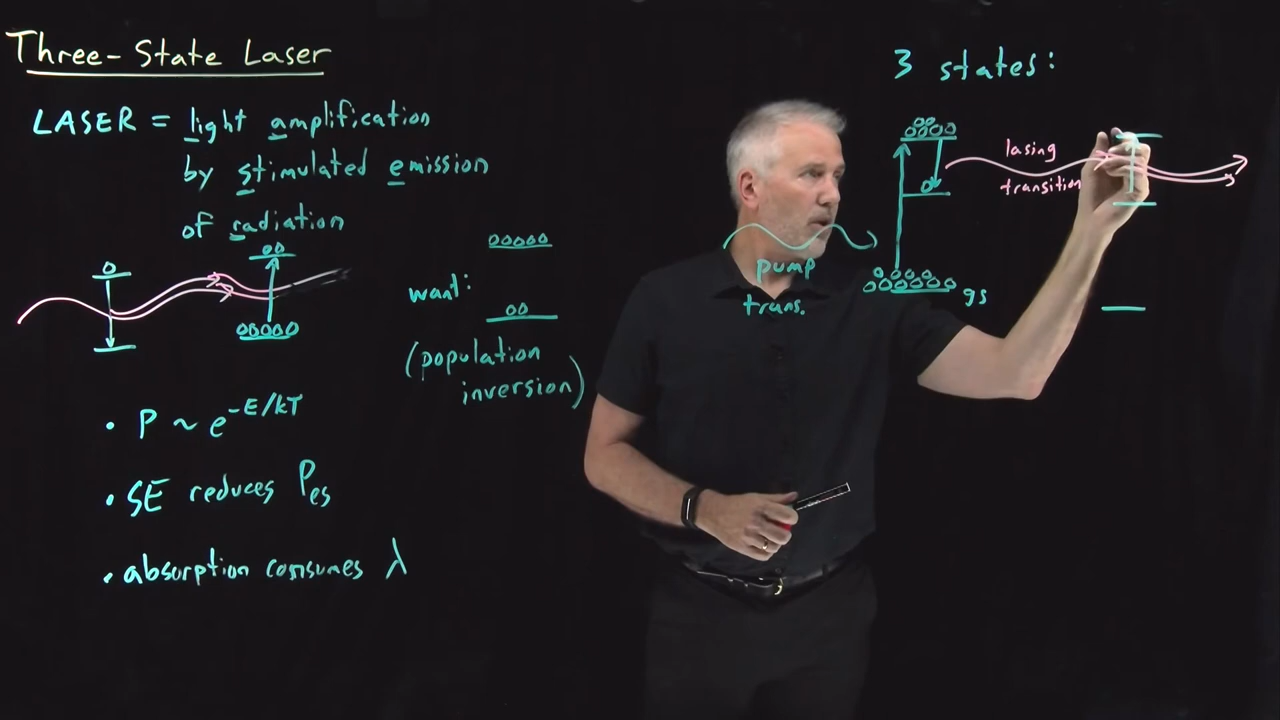 Three-State Laser
LASER = light amplification
by stimulated emission
of radiation
want:
(population
inversion)
• P ~ e^-E/kT
• SE reduces Pes
• absorption consumes λ
3 states:
lasing
transition
pump
trans.
gs